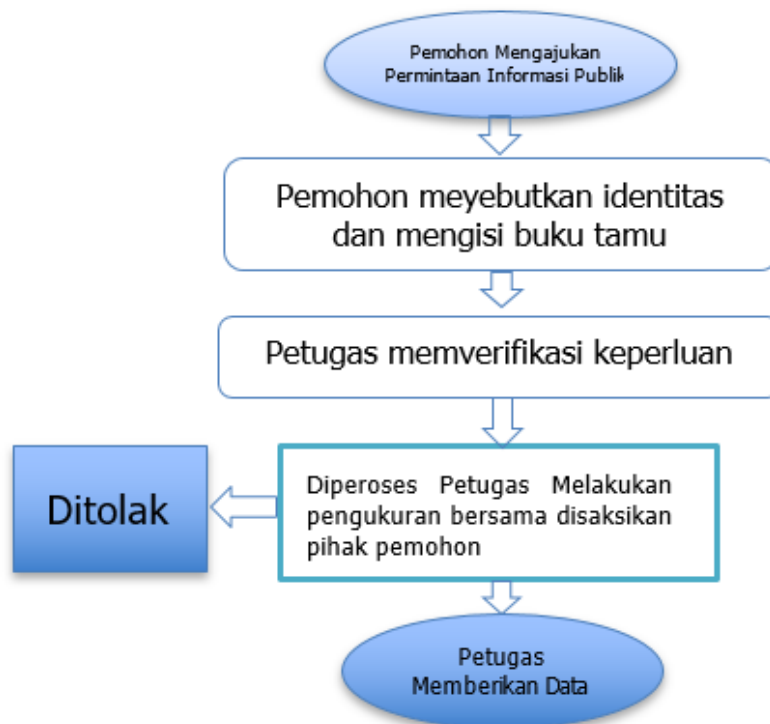 Pemohon Mengajukan
Permintaan Informasi Publik
Pemohon meyebutkan identitas
dan mengisi buku tamu
Petugas memverifikasi keperluan
Ditolak
Diperoses Petugas Melakukan
pengukuran bersama disaksikan
pihak pemohon
Petugas
Memberikan Data